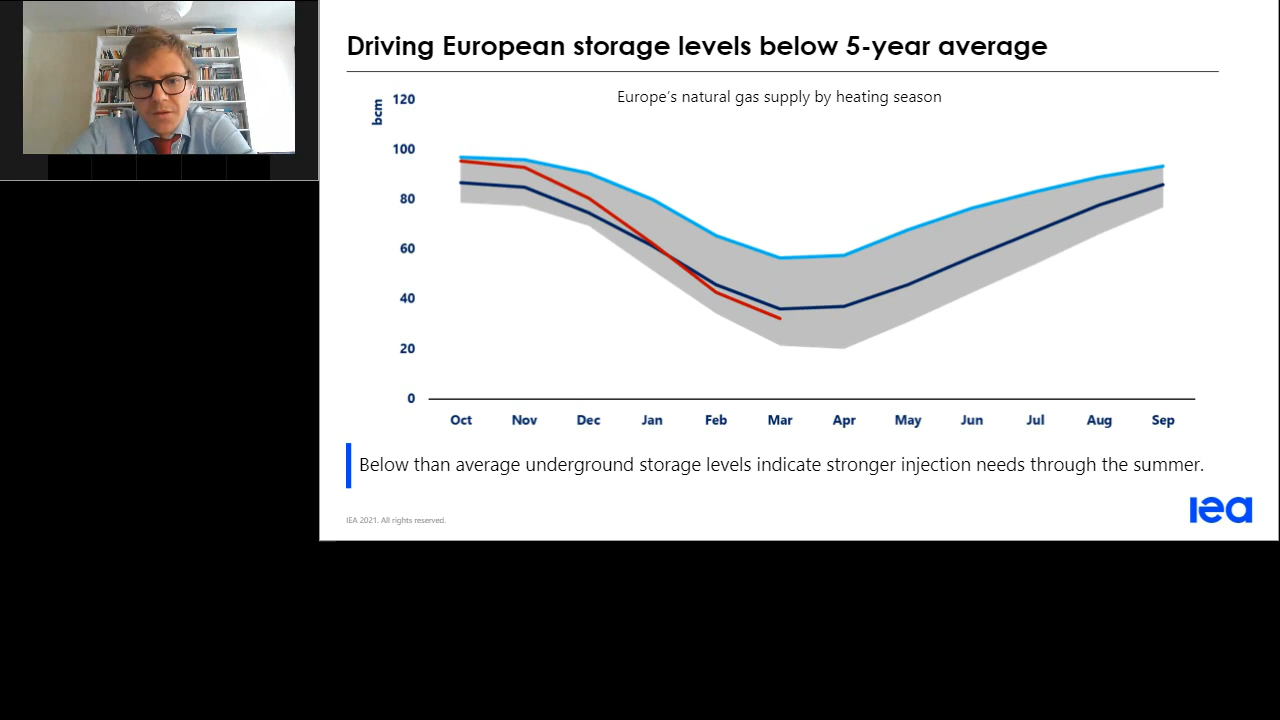 Driving European storage levels below 5-year average
Europe's natural gas supply by heating season
bcm
120
100
80
60
40
20
0
Oct Nov Dec Jan Feb Mar Apr May Jun Jul Aug Sep
Below than average underground storage levels indicate stronger injection needs through the summer.
IEA 2021. All rights reserved.
iea